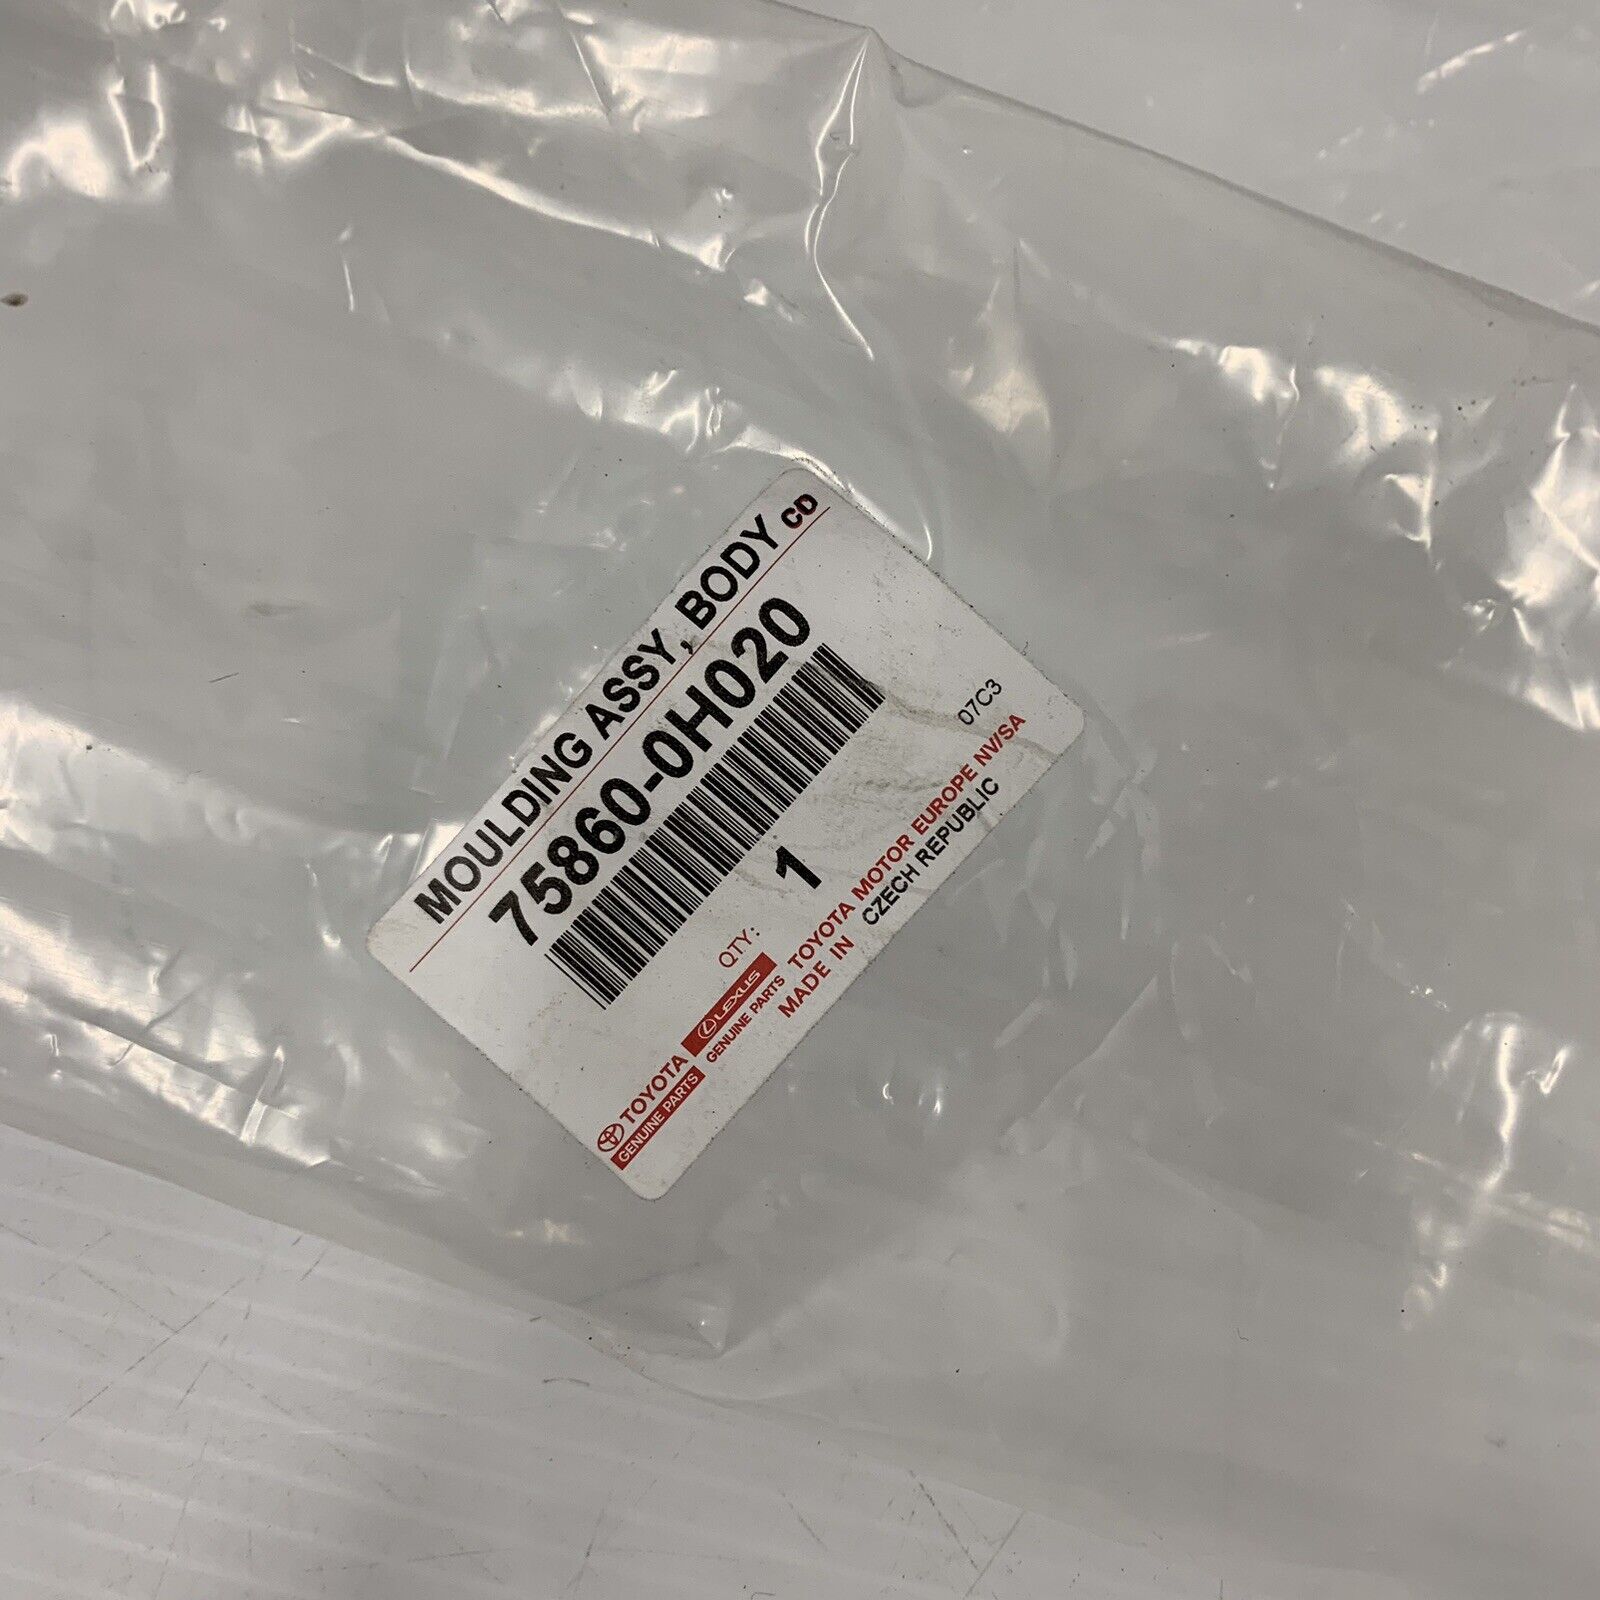 MOULDING ASSY, BODY CD
75860-0H020
QTY: 1
07C3
TOYOTA
GENUINE PARTS
LEXUS
GENUINE PARTS
TOYOTA MOTOR EUROPE NV/SA
MADE IN CZECH REPUBLIC